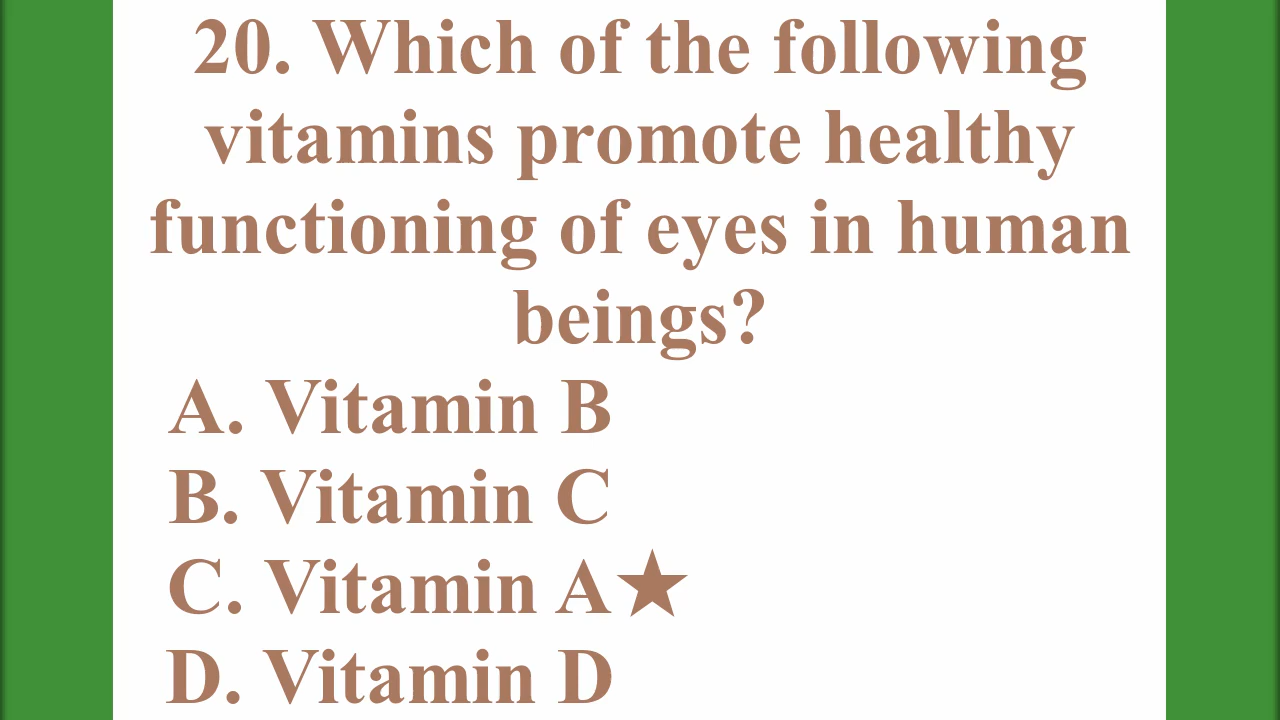 20. Which of the following
vitamins promote healthy
functioning of eyes in human
beings?
A. Vitamin B
B. Vitamin C
C. Vitamin A★
D. Vitamin D